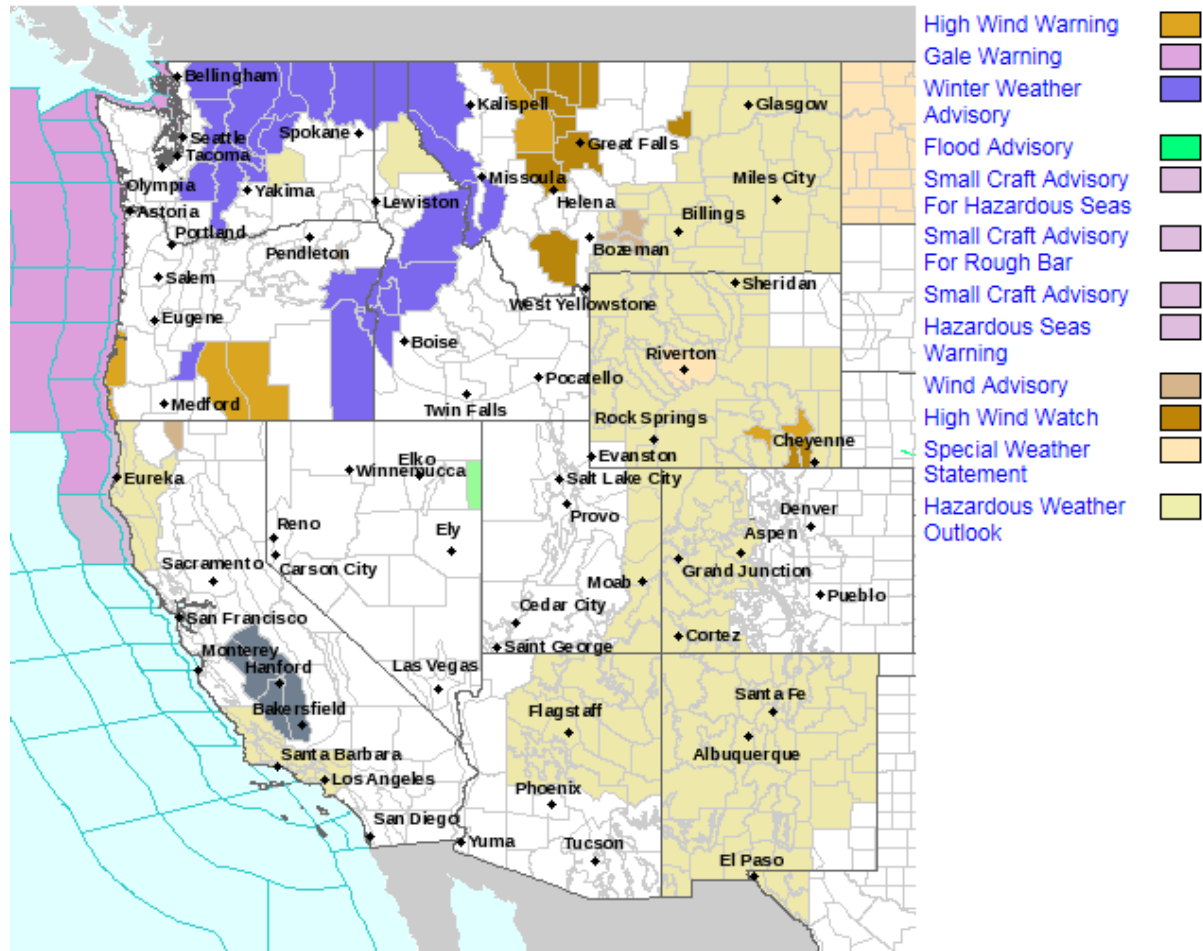 High Wind Warning
Gale Warning
Winter Weather
Advisory
Flood Advisory
Small Craft Advisory
For Hazardous Seas
Small Craft Advisory
For Rough Bar
Small Craft Advisory
Hazardous Seas
Warning
Wind Advisory
High Wind Watch
Special Weather
Statement
Hazardous Weather
Outlook
Bellingham
Kalispell
Glasgow
Seattle
Spokane
Great Falls
Tacoma
Olympia
Yakima
Missoula
Miles City
Lewiston
Helena
Astoria
Billings
Portland
Pendleton
Bozeman
Salem
Sheridan
West Yellowstone
Eugene
Boise
Riverton
Pocatello
Medford
Twin Falls
Rock Springs
Cheyenne
Evanston
Elko
Winnemucca
Eureka
Salt Lake City
Provo
Denver
Reno
Ely
Aspen
Carson City
Grand Junction
Sacramento
Moab
Pueblo
Cedar City
San Francisco
Cortez
Saint George
Monterey
Hanford
Las Vegas
Santa Fe
Bakersfield
Flagstaff
Albuquerque
Santa Barbara
Los Angeles
Phoenix
San Diego
Yuma
Tucson
El Paso